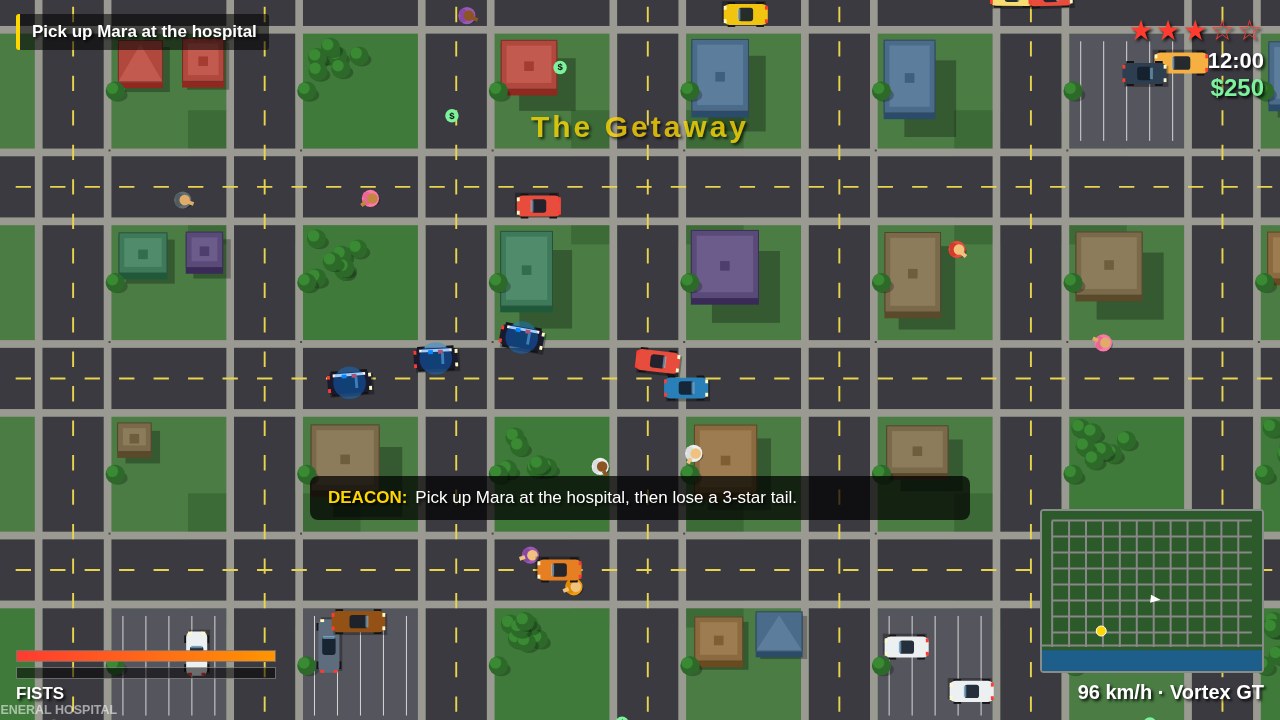 Pick up Mara at the hospital
12:00
$250
$
$
The Getaway
DEACON: Pick up Mara at the hospital, then lose a 3-star tail.
FISTS
ENERAL HOSPITAL
96 km/h · Vortex GT